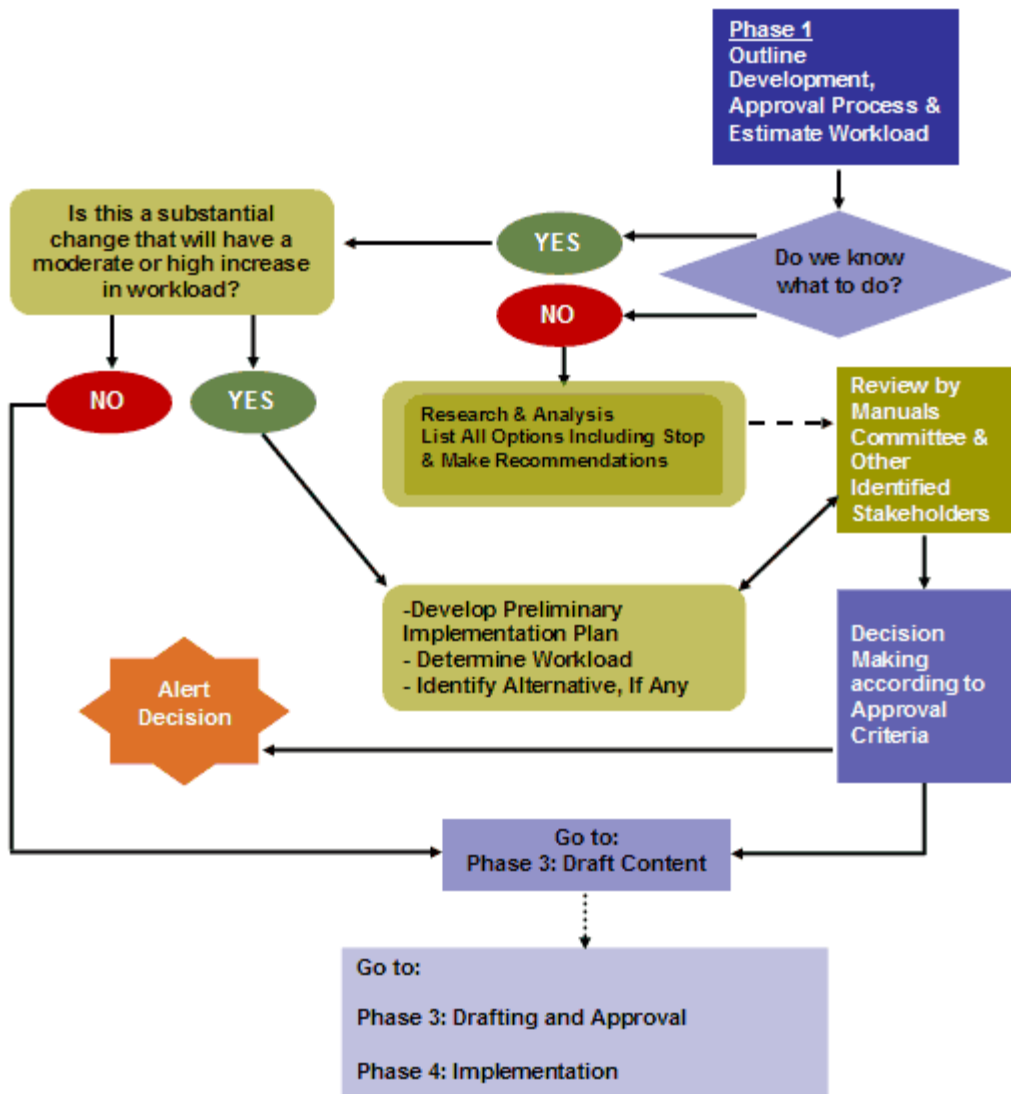 Phase 1
Outline
Development,
Approval Process &
Estimate Workload
Do we know
what to do?
YES
NO
Is this a substantial
change that will have a
moderate or high increase
in workload?
NO
YES
Research & Analysis
List All Options Including Stop
& Make Recommendations
Review by
Manuals
Committee &
Other
Identified
Stakeholders
-Develop Preliminary
Implementation Plan
- Determine Workload
- Identify Alternative, If Any
Decision
Making
according to
Approval
Criteria
Alert
Decision
Go to:
Phase 3: Draft Content
Go to:
Phase 3: Drafting and Approval
Phase 4: Implementation